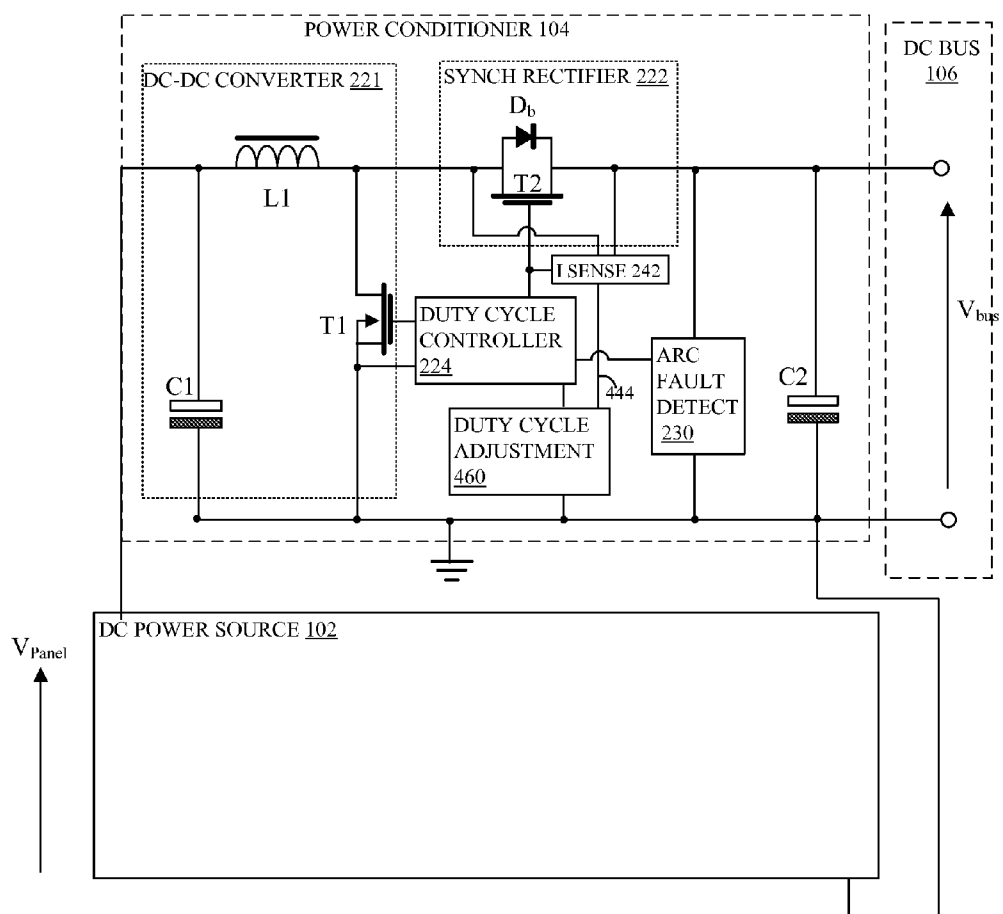 POWER CONDITIONER 104
DC BUS
106
DC-DC CONVERTER 221
SYNCH RECTIFIER 222
Db
T2
L1
I SENSE 242
Vbus
T1
DUTY CYCLE
CONTROLLER
224
ARC
FAULT
DETECT
230
C1
C2
444
DUTY CYCLE
ADJUSTMENT
460
DC POWER SOURCE 102
VPanel